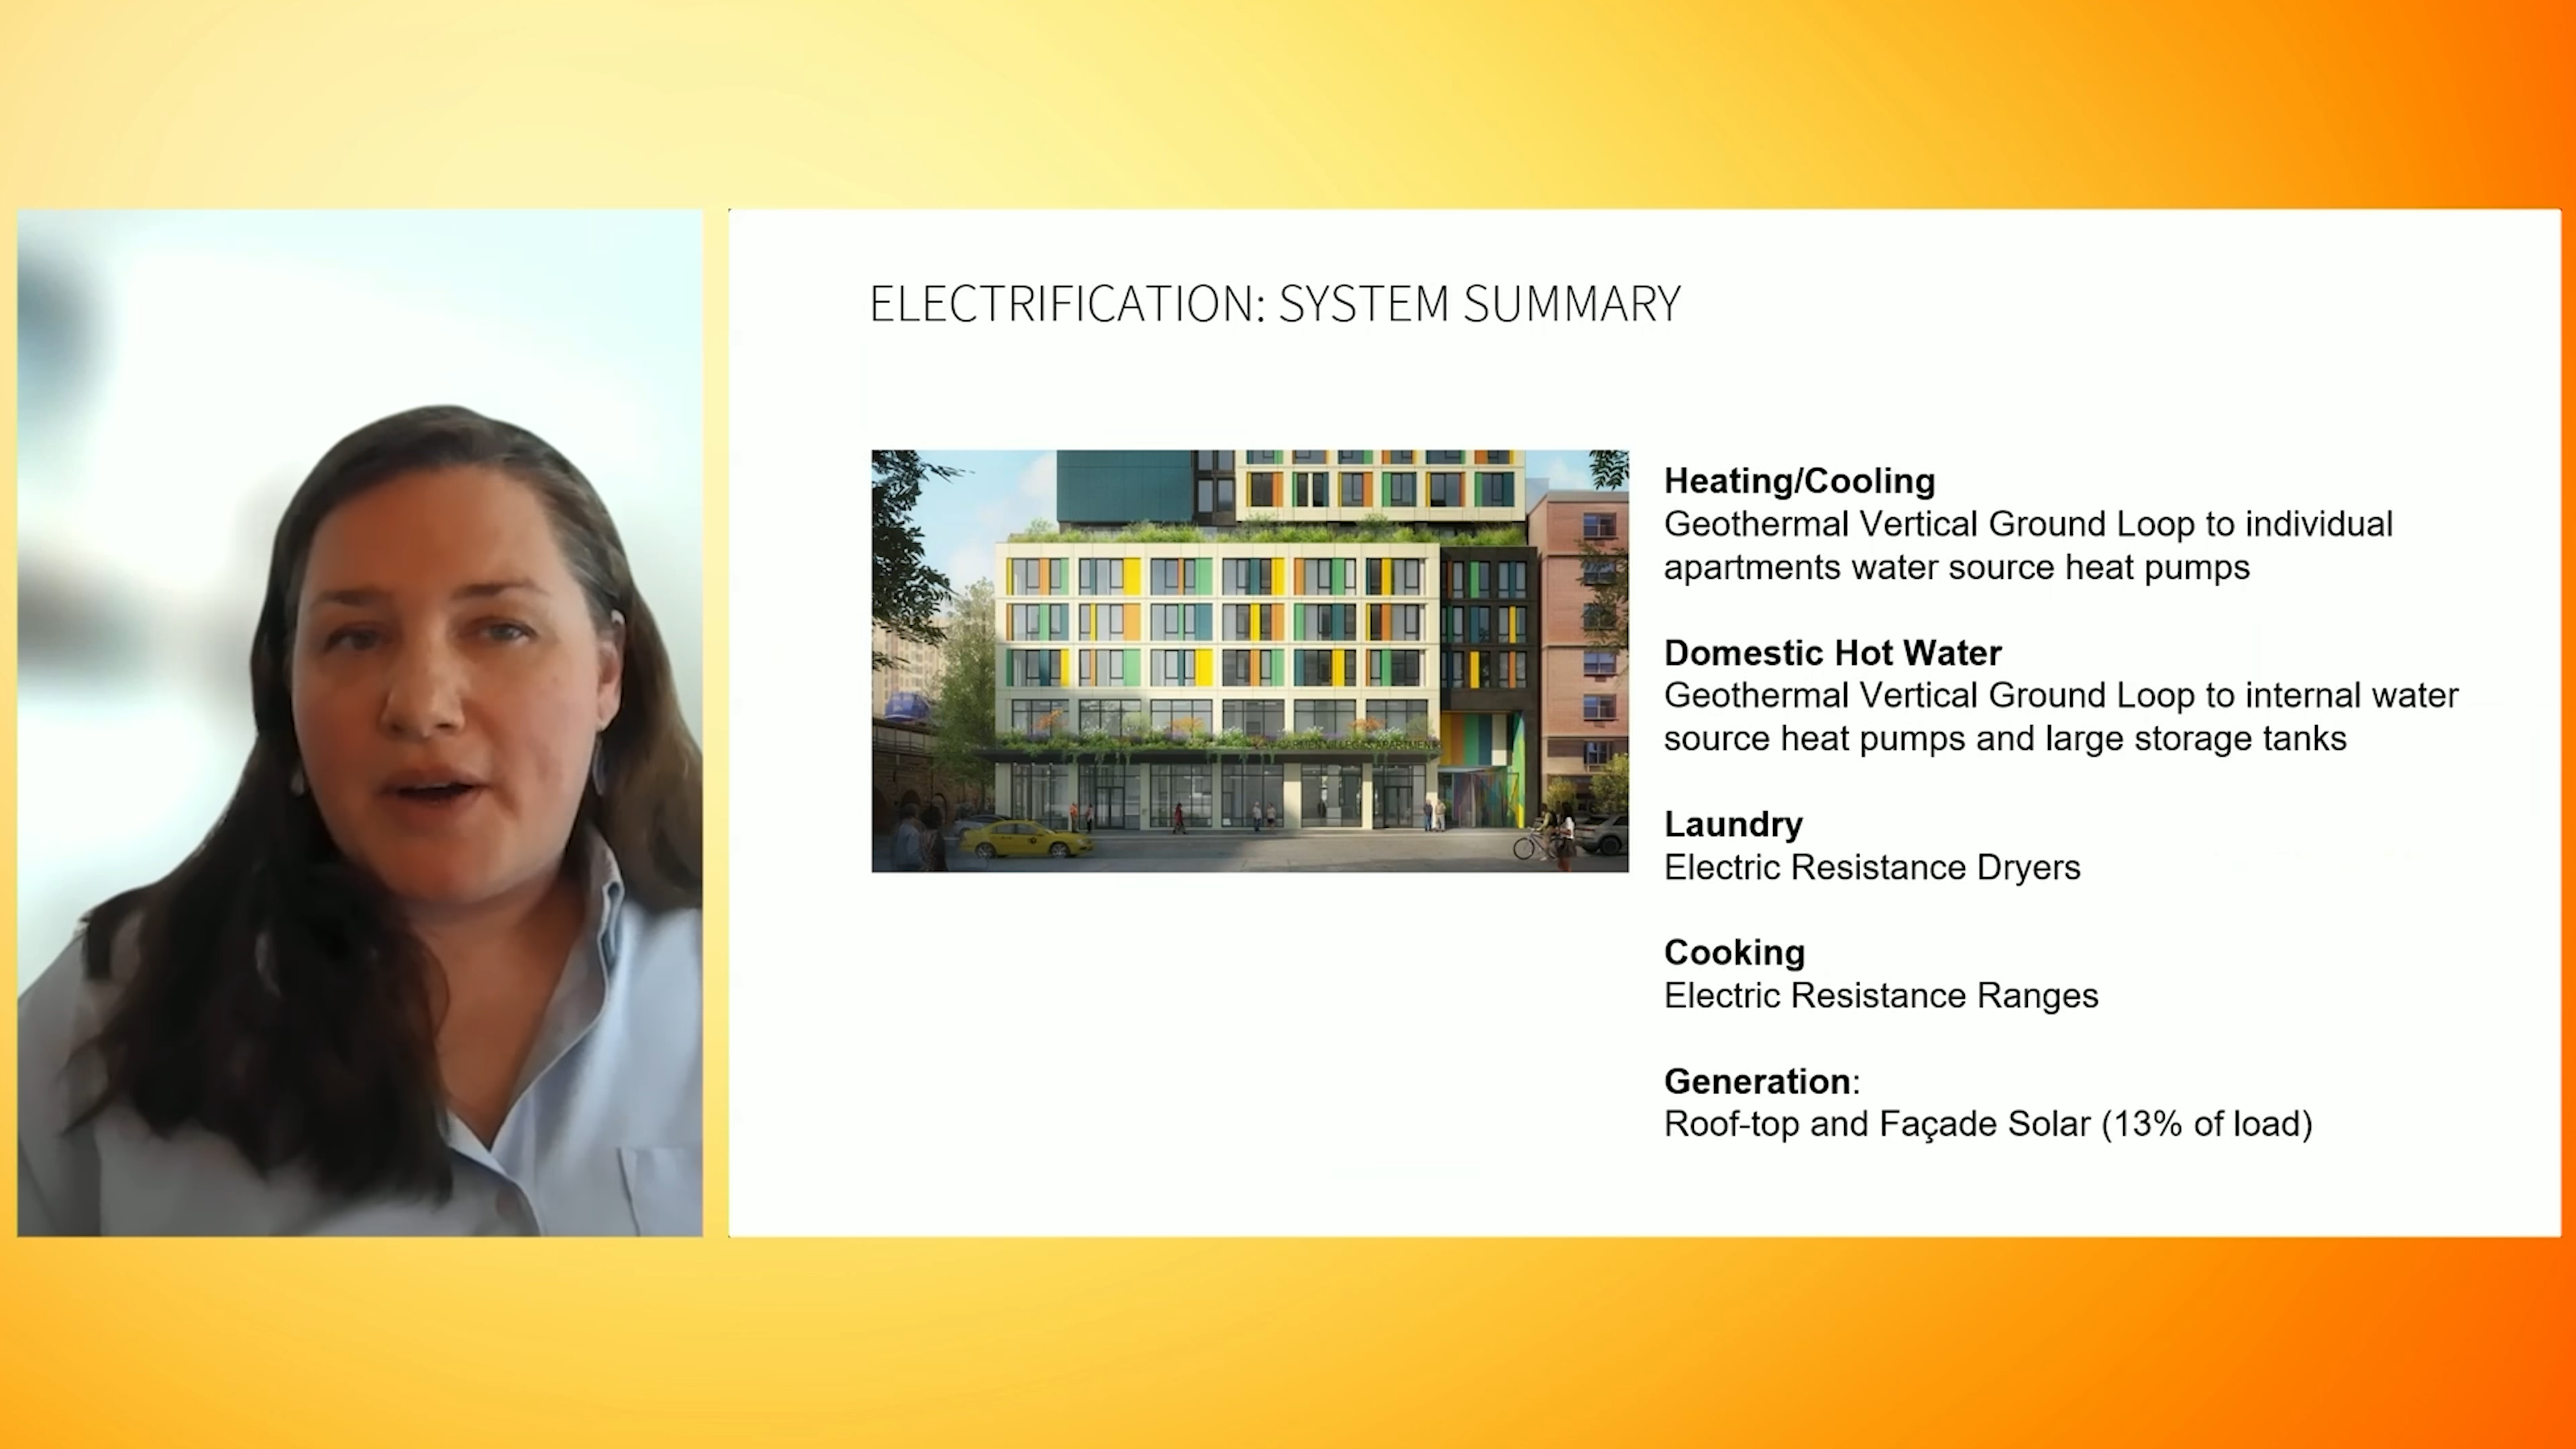 ELECTRIFICATION: SYSTEM SUMMARY
Heating/Cooling
Geothermal Vertical Ground Loop to individual
apartments water source heat pumps
Domestic Hot Water
Geothermal Vertical Ground Loop to internal water
source heat pumps and large storage tanks
Laundry
Electric Resistance Dryers
Cooking
Electric Resistance Ranges
Generation:
Roof-top and Façade Solar (13% of load)